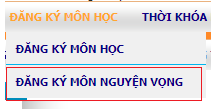 ĐĂNG KÝ MÔN HỌC THỜI KHÓA
ĐĂNG KÝ MÔN HỌC
ĐĂNG KÝ MÔN NGUYỆN VỌNG